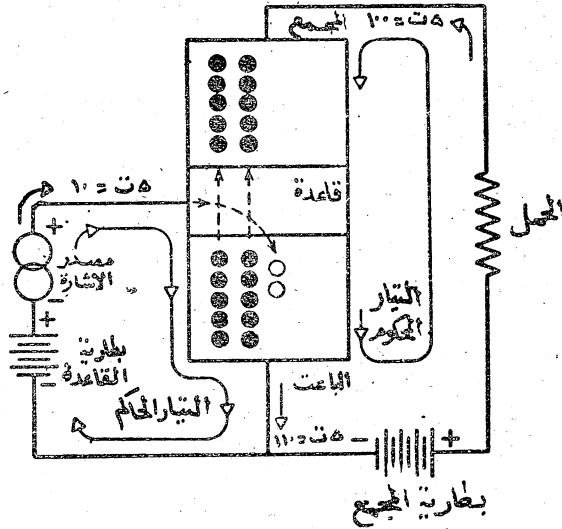 Δت = ١٠٠
المجمع
قاعدة
Δت = ١٠
الحمل
+
مصدر
الإشارة
-
+
-
بطارية
القاعدة
التيار
المحكوم
التيار الحاكم
الباعث
Δت = ١١٠
- +
بطارية المجمع